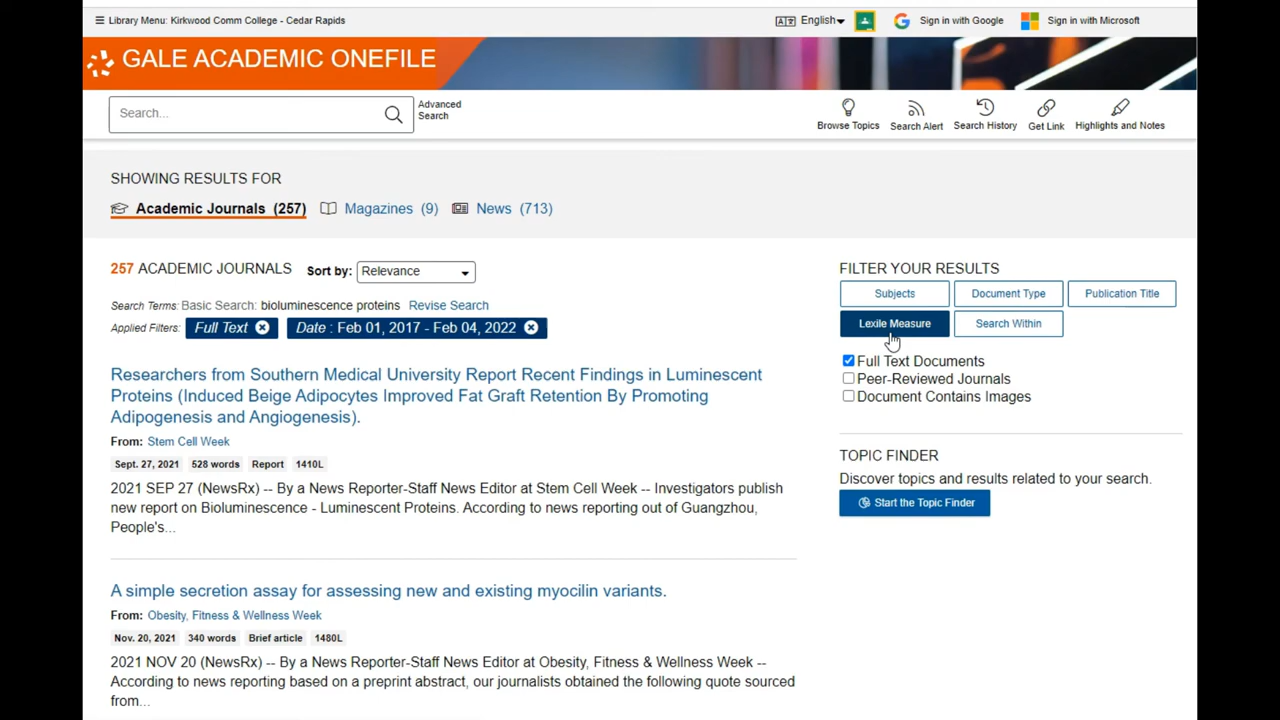 Library Menu: Kirkwood Comm College - Cedar Rapids
English
Sign in with Google
Sign in with Microsoft
GALE ACADEMIC ONEFILE
Search...
Advanced
Search
Browse Topics
Search Alert
Search History
Get Link
Highlights and Notes
SHOWING RESULTS FOR
Academic Journals (257)
Magazines (9)
News (713)
257 ACADEMIC JOURNALS
Sort by: Relevance
Search Terms: Basic Search: bioluminescence proteins Revise Search
Applied Filters: Full Text Date : Feb 01, 2017 - Feb 04, 2022
Researchers from Southern Medical University Report Recent Findings in Luminescent
Proteins (Induced Beige Adipocytes Improved Fat Graft Retention By Promoting
Adipogenesis and Angiogenesis).
From: Stem Cell Week
Sept. 27, 2021 528 words Report 1410L
2021 SEP 27 (NewsRx) -- By a News Reporter-Staff News Editor at Stem Cell Week -- Investigators publish
new report on Bioluminescence - Luminescent Proteins. According to news reporting out of Guangzhou,
People's...
A simple secretion assay for assessing new and existing myocilin variants.
From: Obesity, Fitness & Wellness Week
Nov. 20, 2021 340 words Brief article 1480L
2021 NOV 20 (NewsRx) -- By a News Reporter-Staff News Editor at Obesity, Fitness & Wellness Week --
According to news reporting based on a preprint abstract, our journalists obtained the following quote sourced
from...
FILTER YOUR RESULTS
Subjects
Document Type
Publication Title
Lexile Measure
Search Within
Full Text Documents
Peer-Reviewed Journals
Document Contains Images
TOPIC FINDER
Discover topics and results related to your search.
Start the Topic Finder